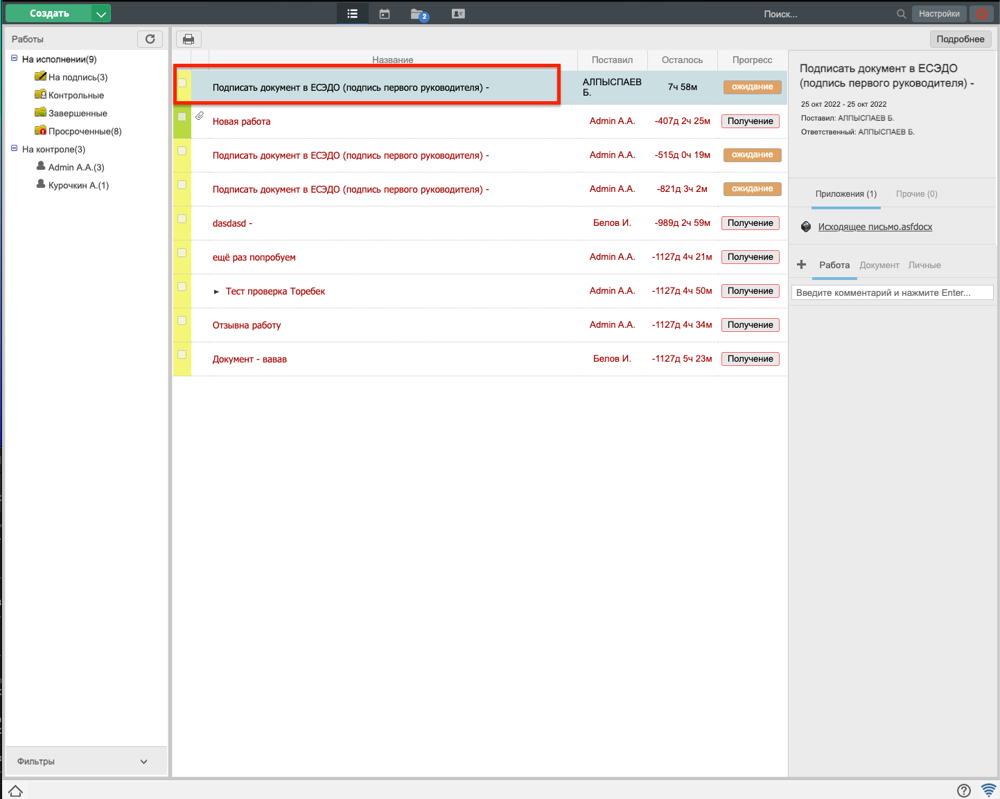 Создать
2
Поиск...
Настройки
Работы
Подробнее
На исполнении(9)
На подпись(3)
Контрольные
Завершенные
Просроченные(8)
На контроле(3)
Admin A.A.(3)
Курочкин А.(1)
Название Поставил Осталось Прогресс
Подписать документ в ЕСЭДО (подпись первого руководителя) - АЛПЫСПАЕВ Б. 7ч 58м ожидание
Новая работа Admin A.A. -407д 2ч 25м Получение
Подписать документ в ЕСЭДО (подпись первого руководителя) - Admin A.A. -515д 0ч 19м ожидание
Подписать документ в ЕСЭДО (подпись первого руководителя) - Admin A.A. -821д 3ч 2м ожидание
dasdasd - Белов И. -989д 2ч 59м Получение
ещё раз попробуем Admin A.A. -1127д 4ч 21м Получение
Тест проверка Торебек Admin A.A. -1127д 4ч 50м Получение
Отзывна работу Admin A.A. -1127д 4ч 34м Получение
Документ - вавав Белов И. -1127д 5ч 23м Получение
Подписать документ в ЕСЭДО
(подпись первого руководителя) -
25 окт 2022 - 25 окт 2022
Поставил: АЛПЫСПАЕВ Б.
Ответственный: АЛПЫСПАЕВ Б.
Приложения (1) Прочие (0)
Исходящее письмо.asfdocx
Работа Документ Личные
Введите комментарий и нажмите Enter...
Фильтры